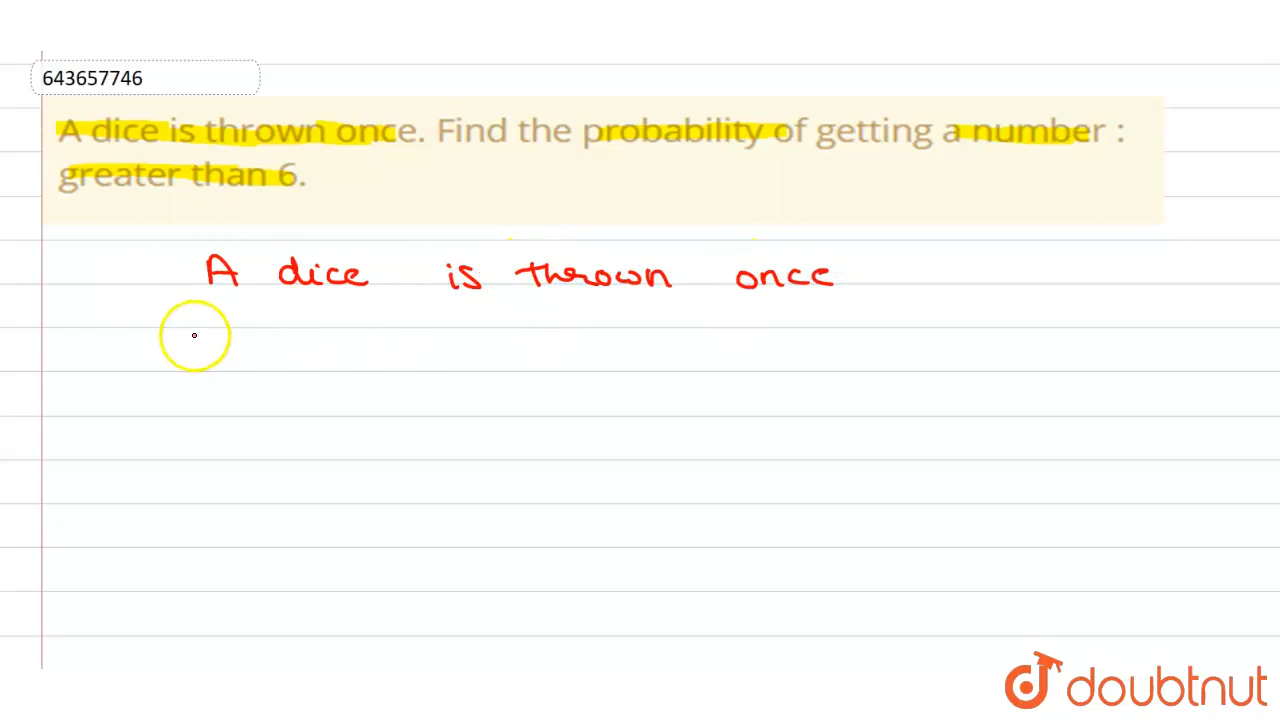 643657746
A dice is thrown once. Find the probability of getting a number :
greater than 6.
A dice is thrown once
doubtnut